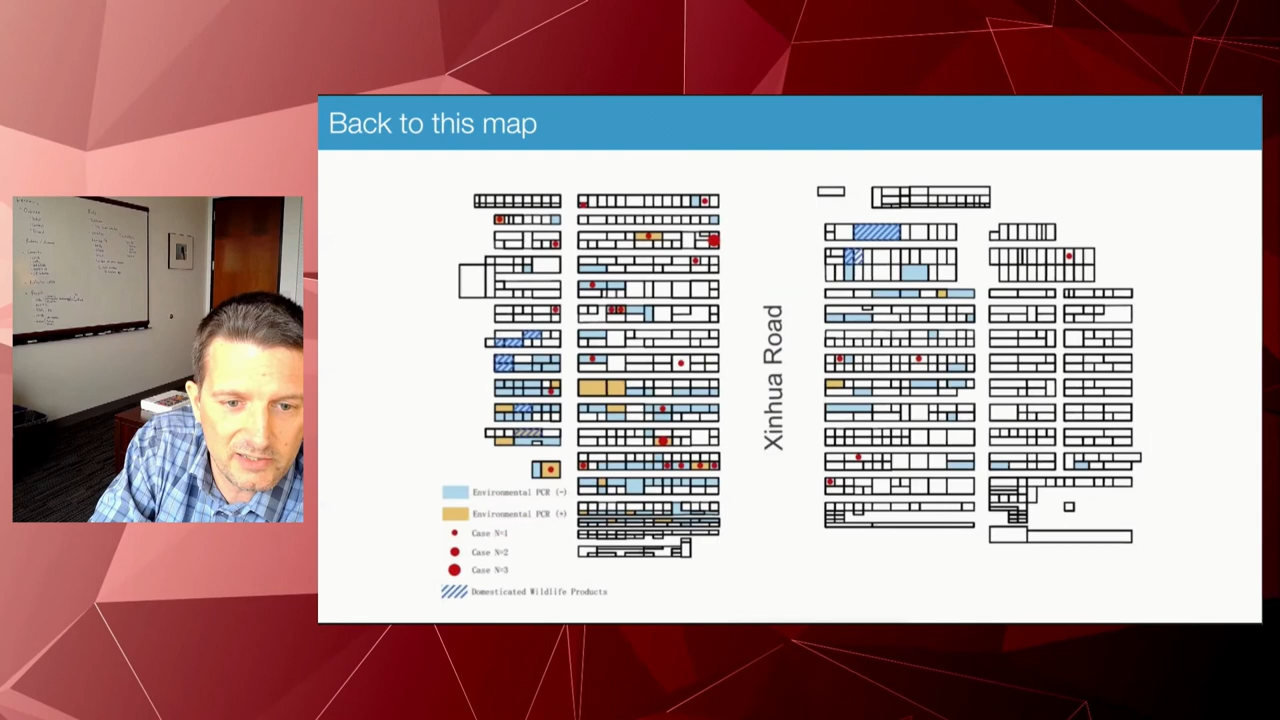 Back to this map
Xinhua Road
Environmental PCR (-)
Environmental PCR (+)
Case N=1
Case N=2
Case N=3
Domesticated Wildlife Products